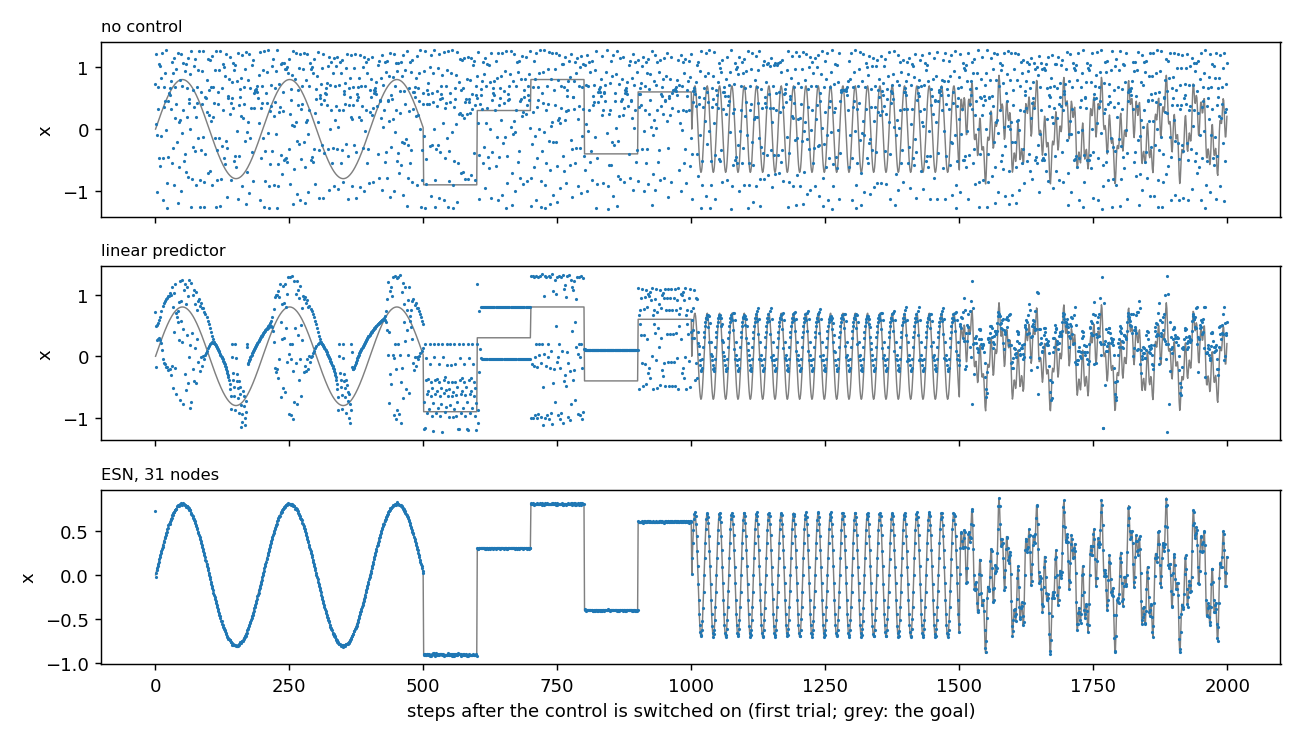 no control
1
0
−1
x
linear predictor
1
0
−1
x
ESN, 31 nodes
0.5
0.0
−0.5
−1.0
x
0 250 500 750 1000 1250 1500 1750 2000
steps after the control is switched on (first trial; grey: the goal)